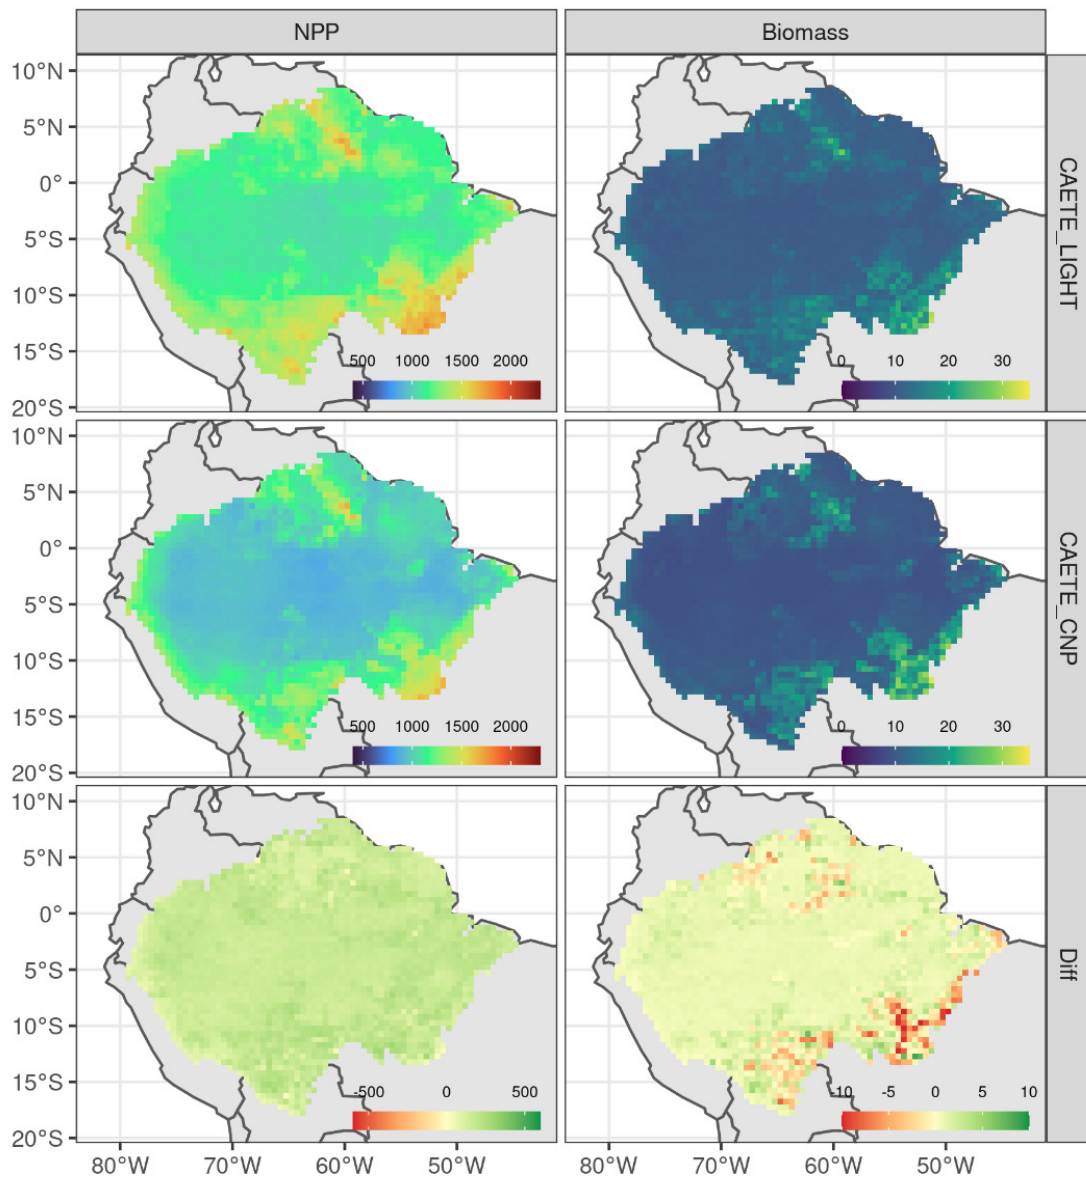 NPP Biomass
10°N
5°N
0°
5°S
10°S
15°S
20°S
500 1000 1500 2000
0 10 20 30
CAETE_LIGHT
10°N
5°N
0°
5°S
10°S
15°S
20°S
500 1000 1500 2000
0 10 20 30
CAETE_CNP
10°N
5°N
0°
5°S
10°S
15°S
20°S
-500 0 500
-10 -5 0 5 10
Diff
80°W 70°W 60°W 50°W 80°W 70°W 60°W 50°W